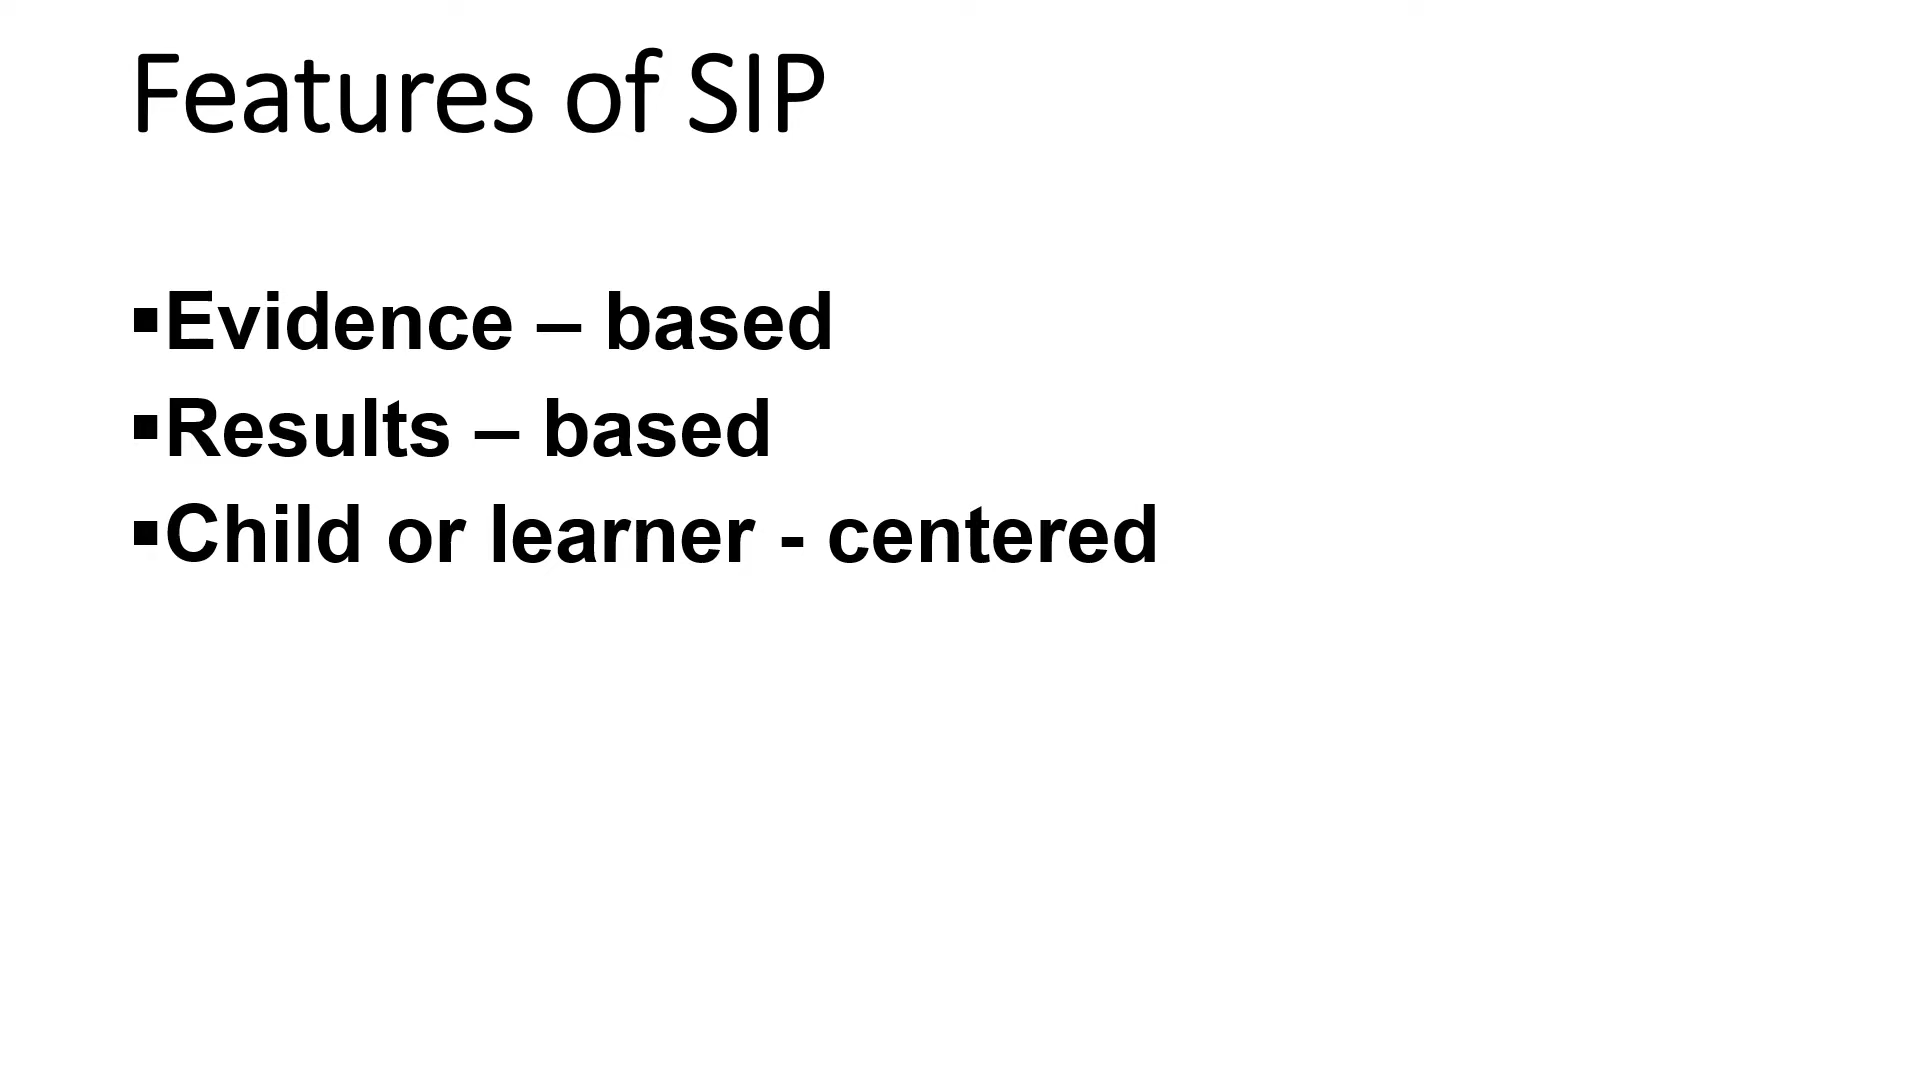 Features of SIP
▪Evidence – based
▪Results – based
▪Child or learner - centered